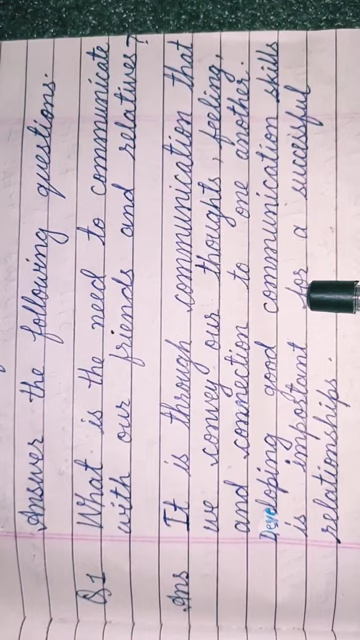 Answer the following questions.
Q1 What is the need to communicate
with our friends and relatives?
Ans It is through communication that
we convey our thoughts, feeling,
and connection to one another.
Developing good communication skills
is important for a sucessful
relationships.